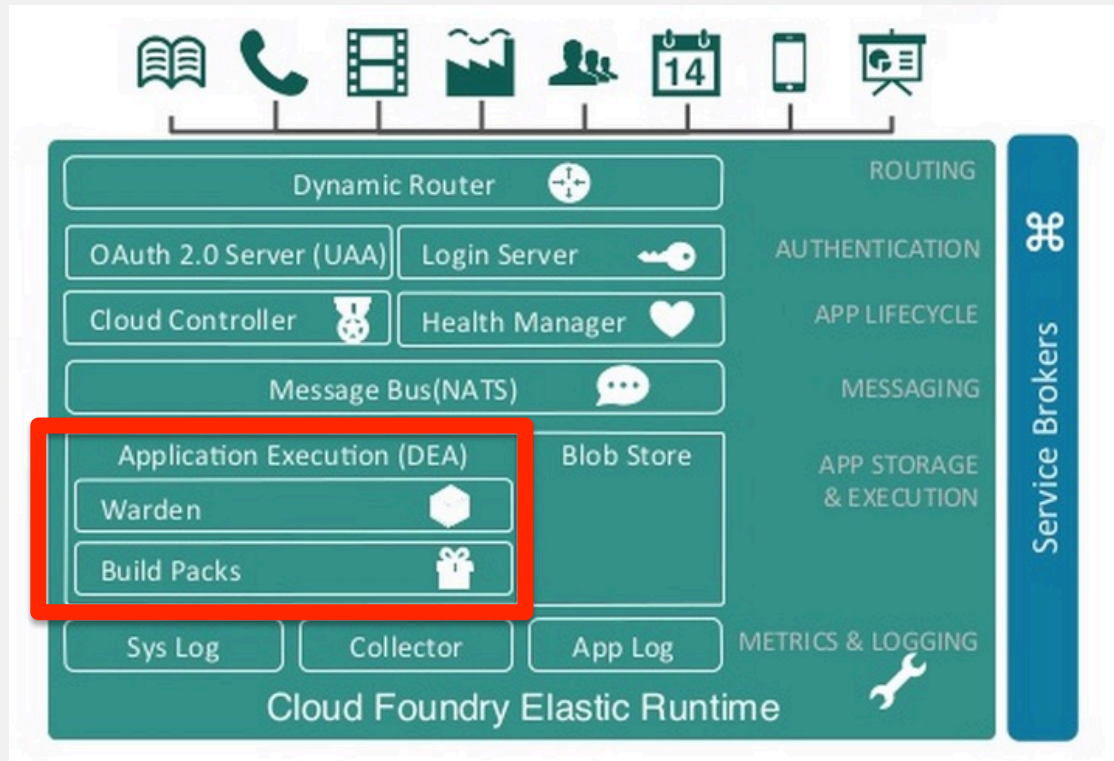 14
Dynamic Router
ROUTING
OAuth 2.0 Server (UAA)
Login Server
AUTHENTICATION
Cloud Controller
Health Manager
APP LIFECYCLE
Message Bus(NATS)
MESSAGING
Application Execution (DEA)
Blob Store
APP STORAGE
& EXECUTION
Warden
Build Packs
Sys Log
Collector
App Log
METRICS & LOGGING
Cloud Foundry Elastic Runtime
Service Brokers